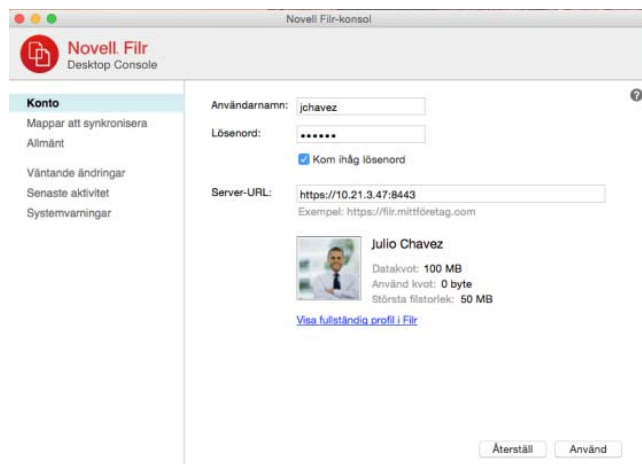 Novell Filr-konsol
Novell. Filr
Desktop Console
Konto
Mappar att synkronisera
Allmänt
Väntande ändringar
Senaste aktivitet
Systemvarningar
?
Användarnamn: jchavez
Lösenord: ••••••
Kom ihåg lösenord
Server-URL: https://10.21.3.47:8443
Exempel: https://filr.mittföretag.com
Julio Chavez
Datakvot: 100 MB
Använd kvot: 0 byte
Största filstorlek: 50 MB
Visa fullständig profil i Filr
Återställ Använd